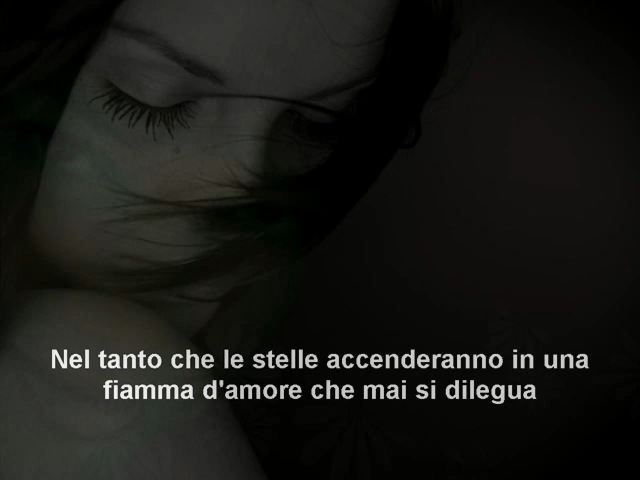 Nel tanto che le stelle accenderanno in una
fiamma d'amore che mai si dilegua